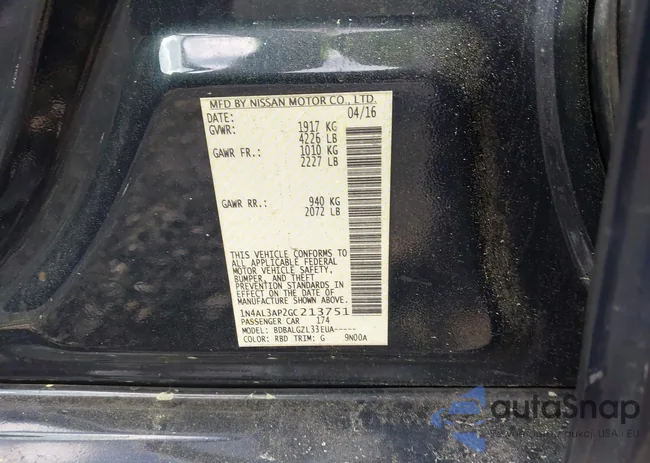 MFD BY NISSAN MOTOR CO., LTD.
DATE: 04/16
GVWR: 1917 KG
4226 LB
GAWR FR.: 1010 KG
2227 LB
GAWR RR.: 940 KG
2072 LB
THIS VEHICLE CONFORMS TO
ALL APPLICABLE FEDERAL
MOTOR VEHICLE SAFETY,
BUMPER, AND THEFT
PREVENTION STANDARDS IN
EFFECT ON THE DATE OF
MANUFACTURE SHOWN ABOVE.
1N4AL3AP2GC213751
PASSENGER CAR 174
MODEL: BDBALGZL33EUA-----
COLOR: RBD TRIM: G 9N00A
autoSnap
USA i EU